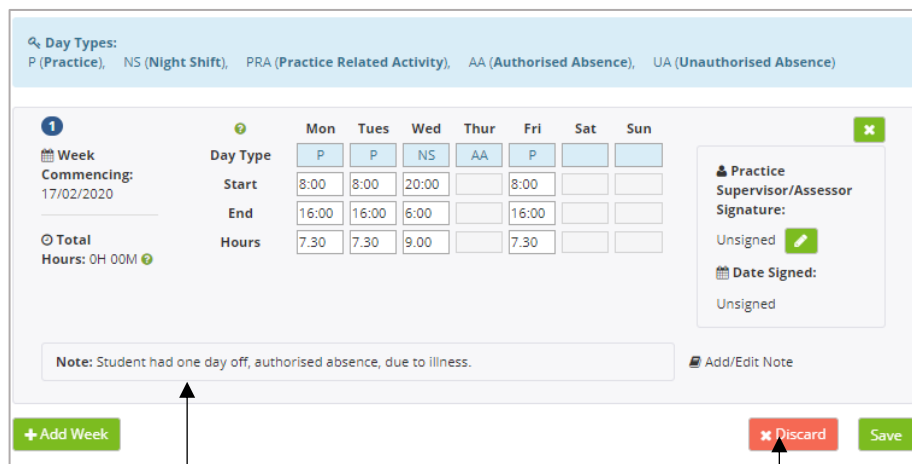 Day Types:
P (Practice), NS (Night Shift), PRA (Practice Related Activity), AA (Authorised Absence), UA (Unauthorised Absence)
1
Week
Commencing:
17/02/2020
Total
Hours: 0H 00M
Mon Tues Wed Thur Fri Sat Sun
Day Type P P NS AA P
Start 8:00 8:00 20:00 8:00
End 16:00 16:00 6:00 16:00
Hours 7.30 7.30 9.00 7.30
Practice
Supervisor/Assessor
Signature:
Unsigned
Date Signed:
Unsigned
Note: Student had one day off, authorised absence, due to illness.
Add/Edit Note
+ Add Week
Discard
Save